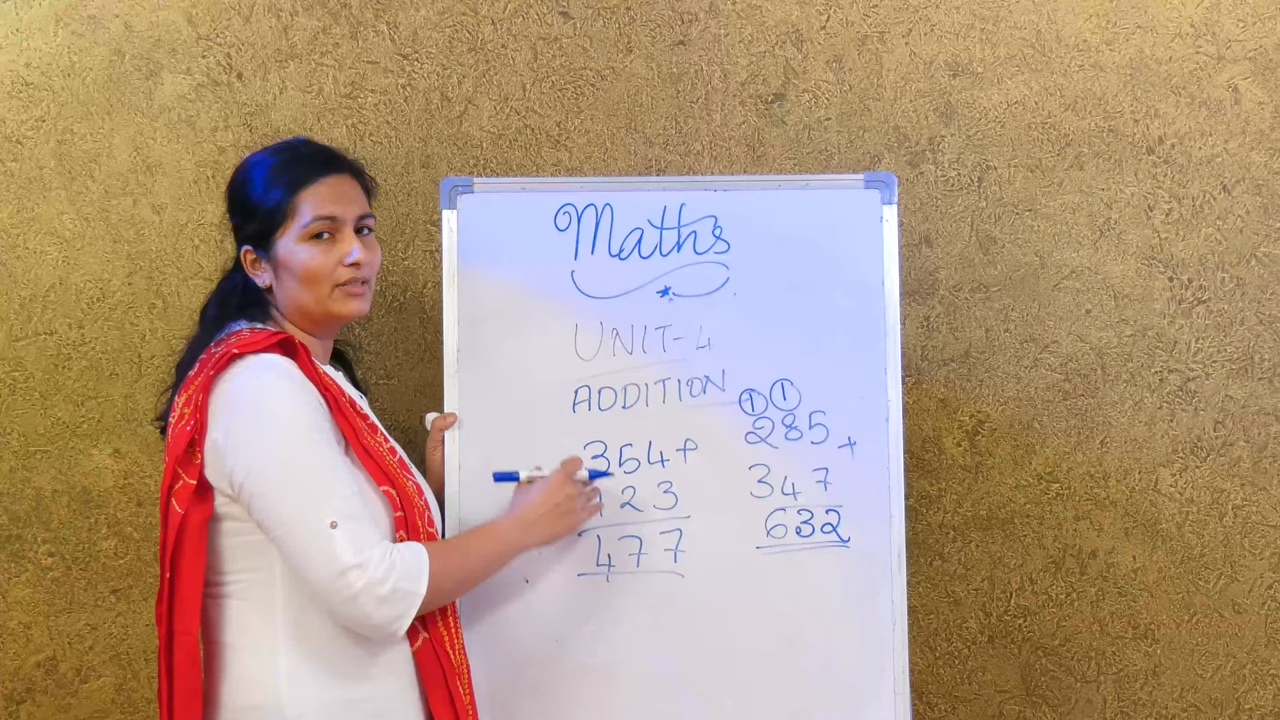 Maths
UNIT-4
ADDITION
354+
123
477
1 1
285+
347
632